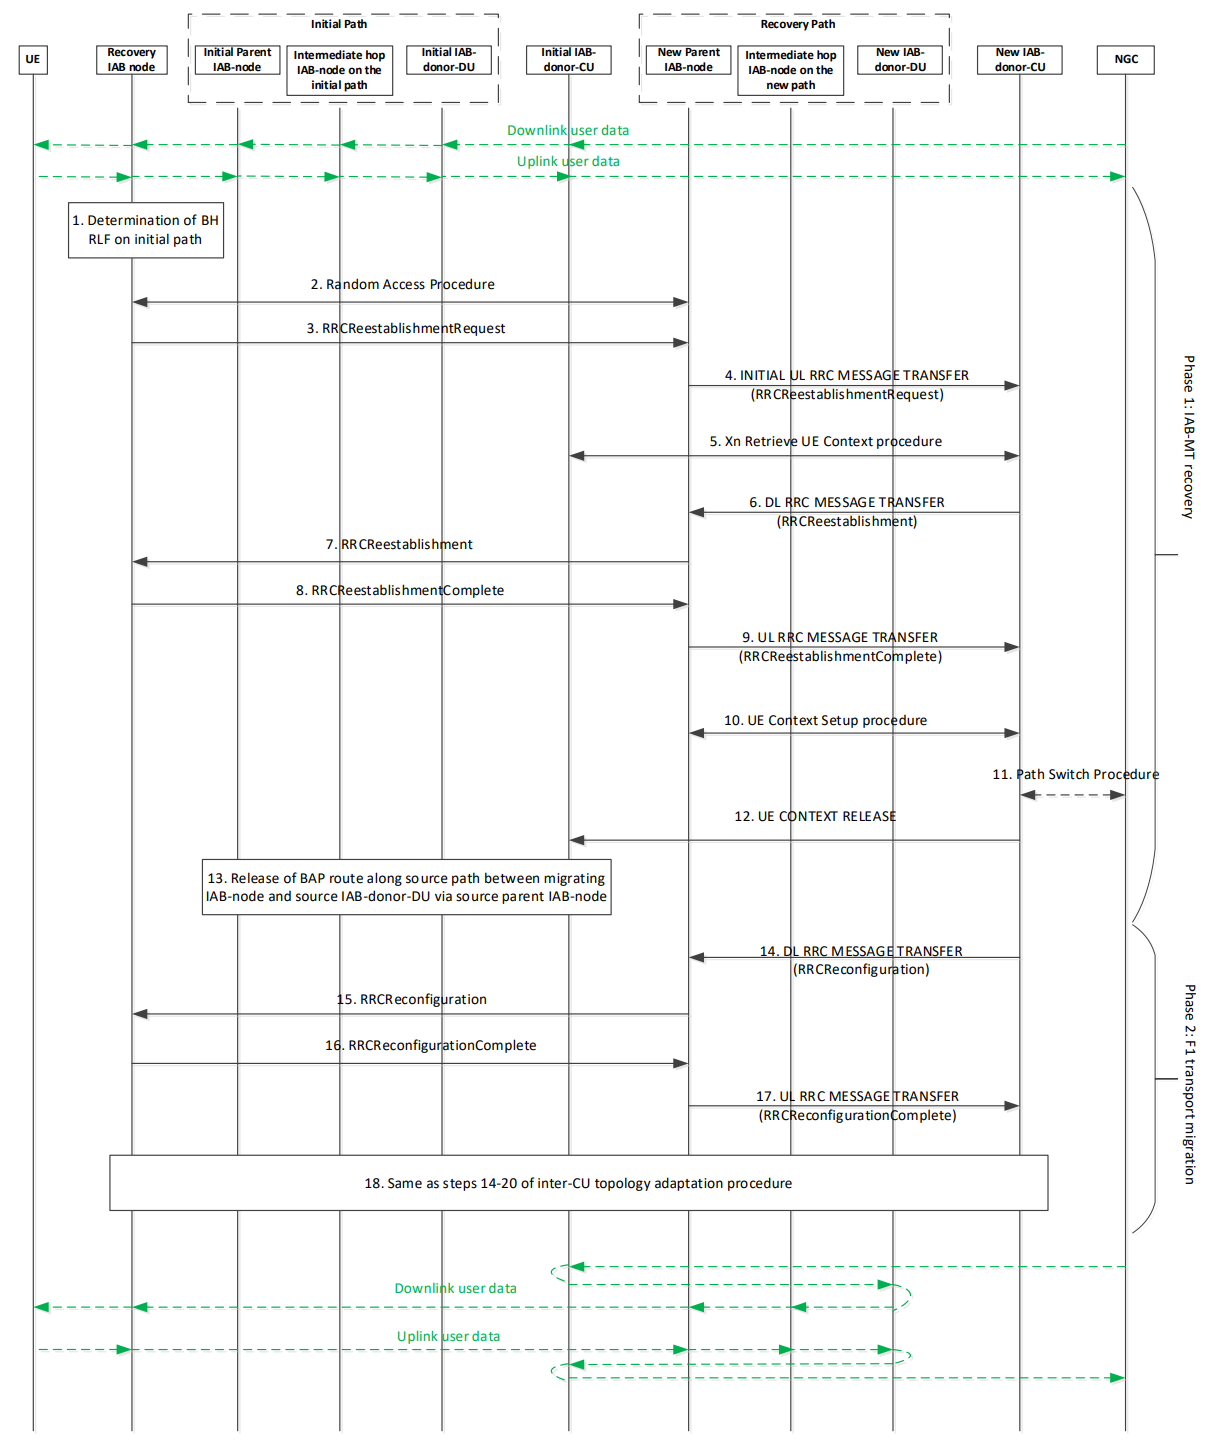 Initial Path
Recovery Path
UE
Recovery
IAB node
Initial Parent
IAB-node
Intermediate hop
IAB-node on the
initial path
Initial IAB-
donor-DU
Initial IAB-
donor-CU
New Parent
IAB-node
Intermediate hop
IAB-node on the
new path
New IAB-
donor-DU
New IAB-
donor-CU
NGC
Downlink user data
Uplink user data
1. Determination of BH
RLF on initial path
2. Random Access Procedure
3. RRCReestablishmentRequest
4. INITIAL UL RRC MESSAGE TRANSFER
(RRCReestablishmentRequest)
5. Xn Retrieve UE Context procedure
6. DL RRC MESSAGE TRANSFER
(RRCReestablishment)
7. RRCReestablishment
8. RRCReestablishmentComplete
9. UL RRC MESSAGE TRANSFER
(RRCReestablishmentComplete)
10. UE Context Setup procedure
11. Path Switch Procedure
12. UE CONTEXT RELEASE
13. Release of BAP route along source path between migrating
IAB-node and source IAB-donor-DU via source parent IAB-node
Phase 1: IAB-MT recovery
14. DL RRC MESSAGE TRANSFER
(RRCReconfiguration)
15. RRCReconfiguration
16. RRCReconfigurationComplete
17. UL RRC MESSAGE TRANSFER
(RRCReconfigurationComplete)
18. Same as steps 14-20 of inter-CU topology adaptation procedure
Phase 2: F1 transport migration
Downlink user data
Uplink user data